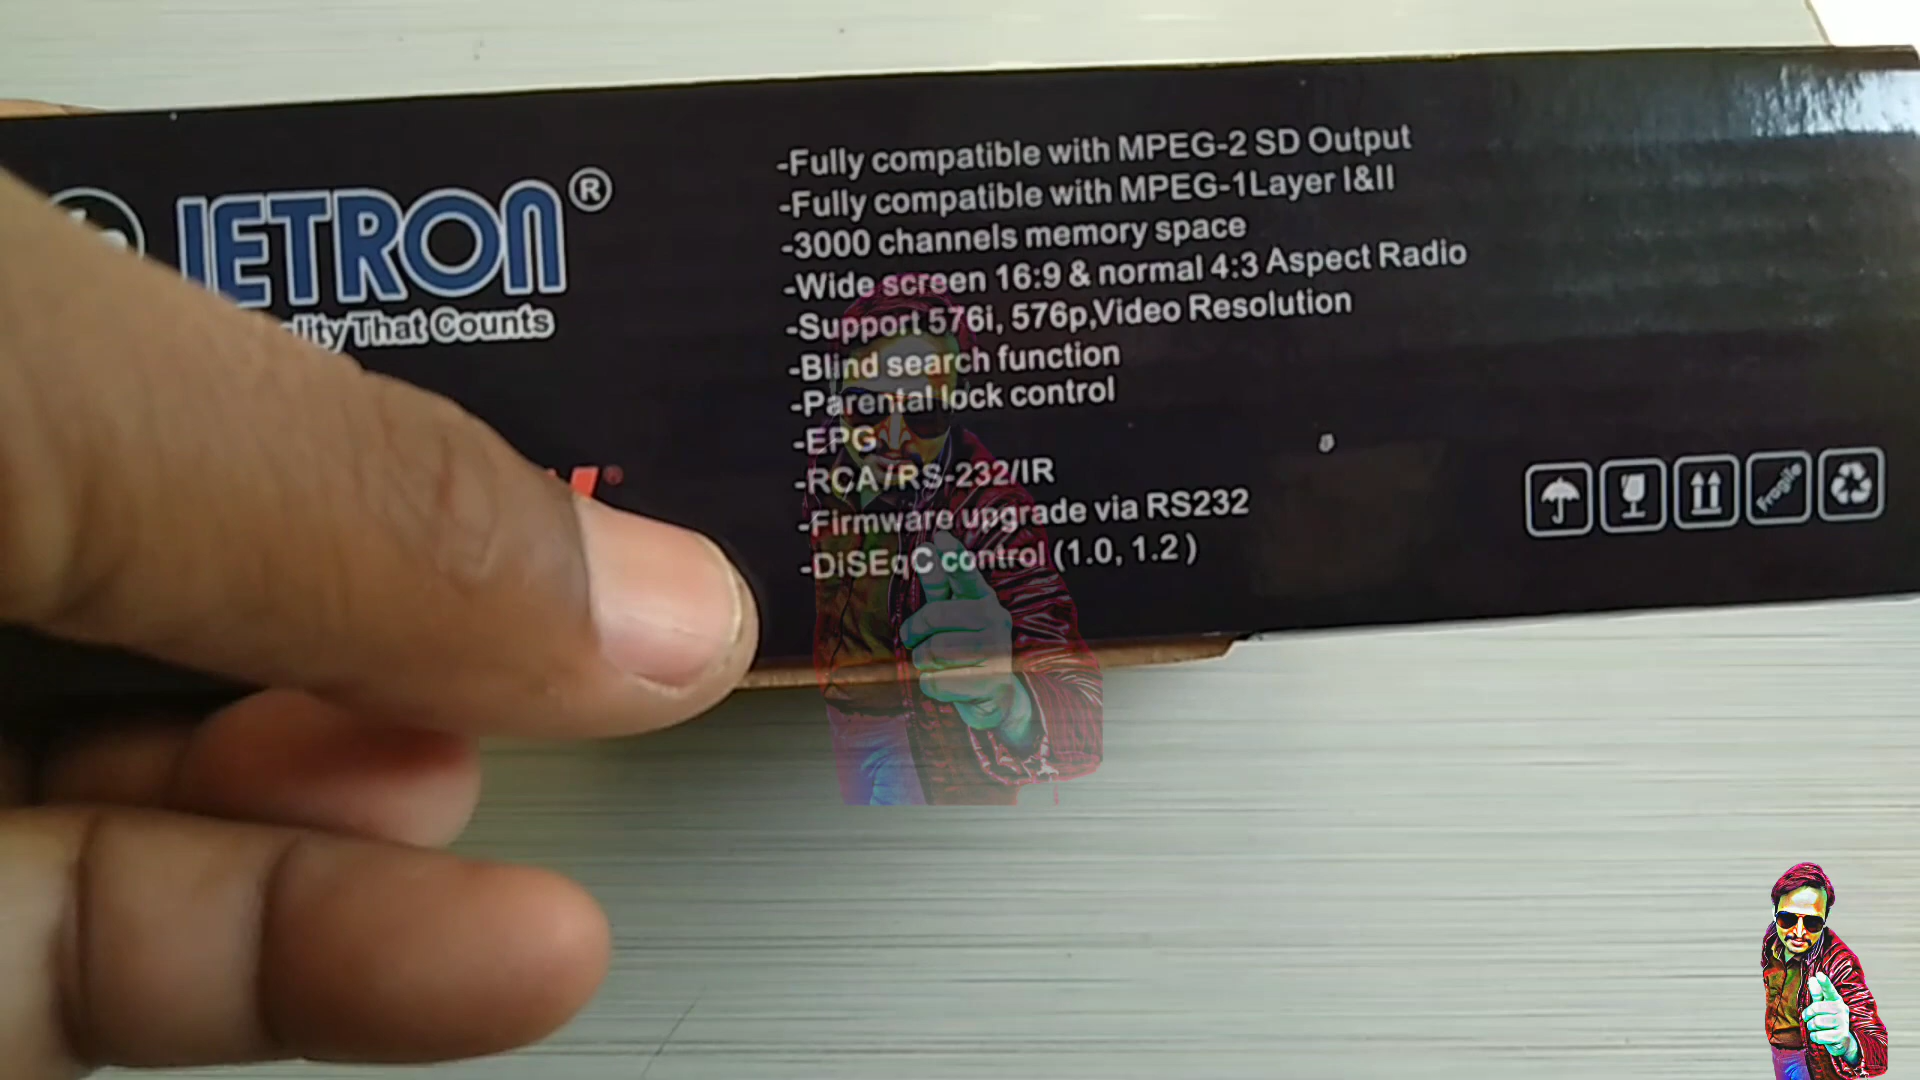 JETRON®
That Counts
-Fully compatible with MPEG-2 SD Output
-Fully compatible with MPEG-1Layer I&II
-3000 channels memory space
-Wide screen 16:9 & normal 4:3 Aspect Radio
-Support 576i, 576p,Video Resolution
-Blind search function
-Parental lock control
-EPG
-RCA/RS-232/IR
-Firmware upgrade via RS232
-DiSEqC control (1.0, 1.2 )
Fragile